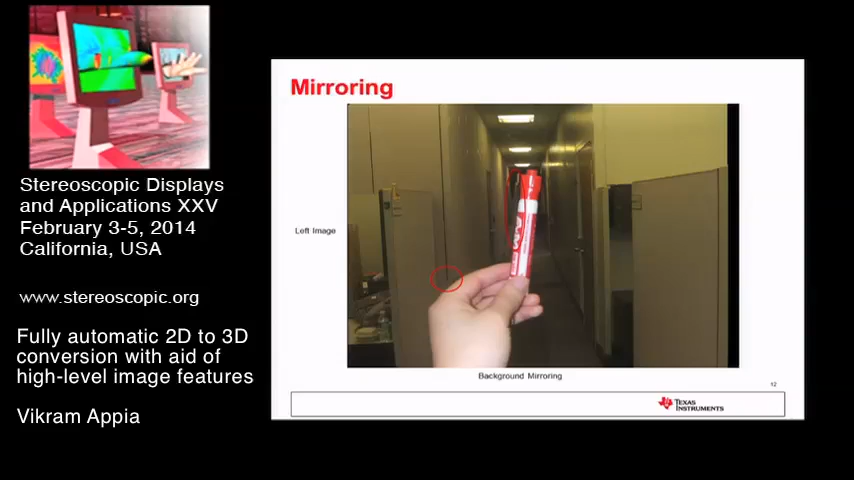 Stereoscopic Displays
and Applications XXV
February 3-5, 2014
California, USA
www.stereoscopic.org
Fully automatic 2D to 3D
conversion with aid of
high-level image features
Vikram Appia
Mirroring
Left Image
Background Mirroring
12
TEXAS
INSTRUMENTS